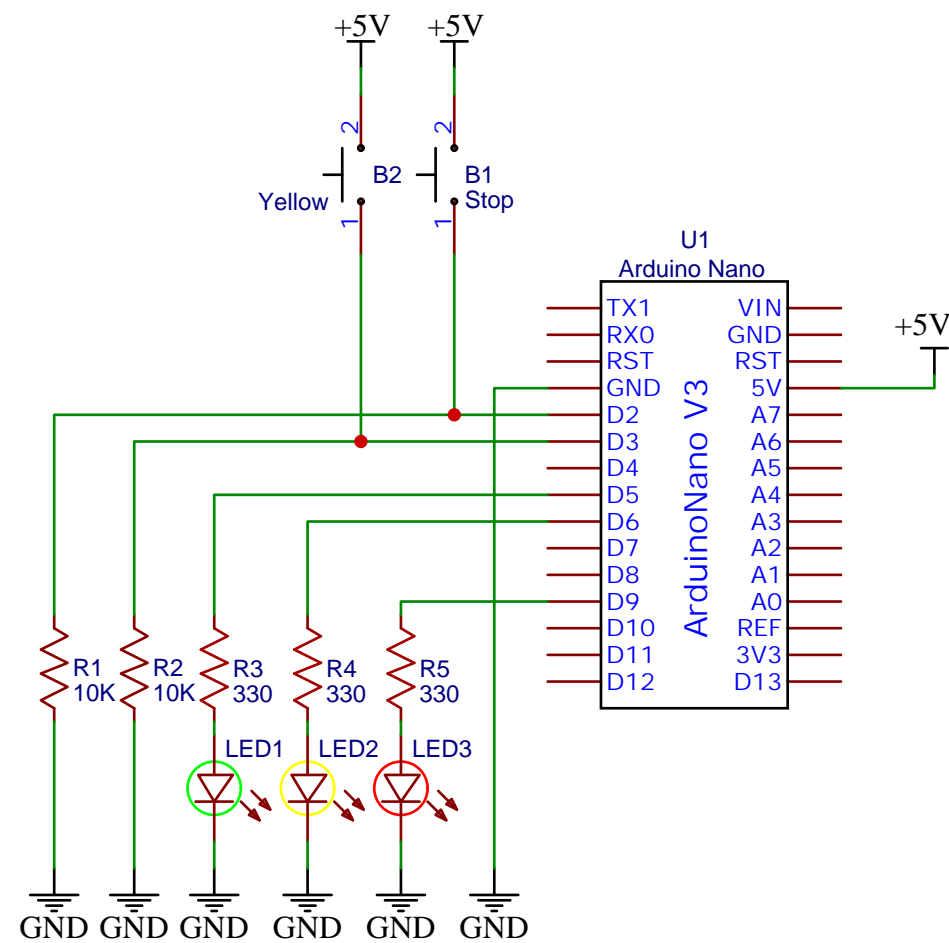 +5V +5V
2 2
B2 B1
Yellow Stop
1 1
U1
Arduino Nano
ArduinoNano V3
TX1 VIN
RX0 GND
RST RST
GND 5V
D2 A7
D3 A6
D4 A5
D5 A4
D6 A3
D7 A2
D8 A1
D9 A0
D10 REF
D11 3V3
D12 D13
+5V
R1 R2 R3 R4 R5
10K 10K 330 330 330
LED1 LED2 LED3
GND GND GND GND GND GND